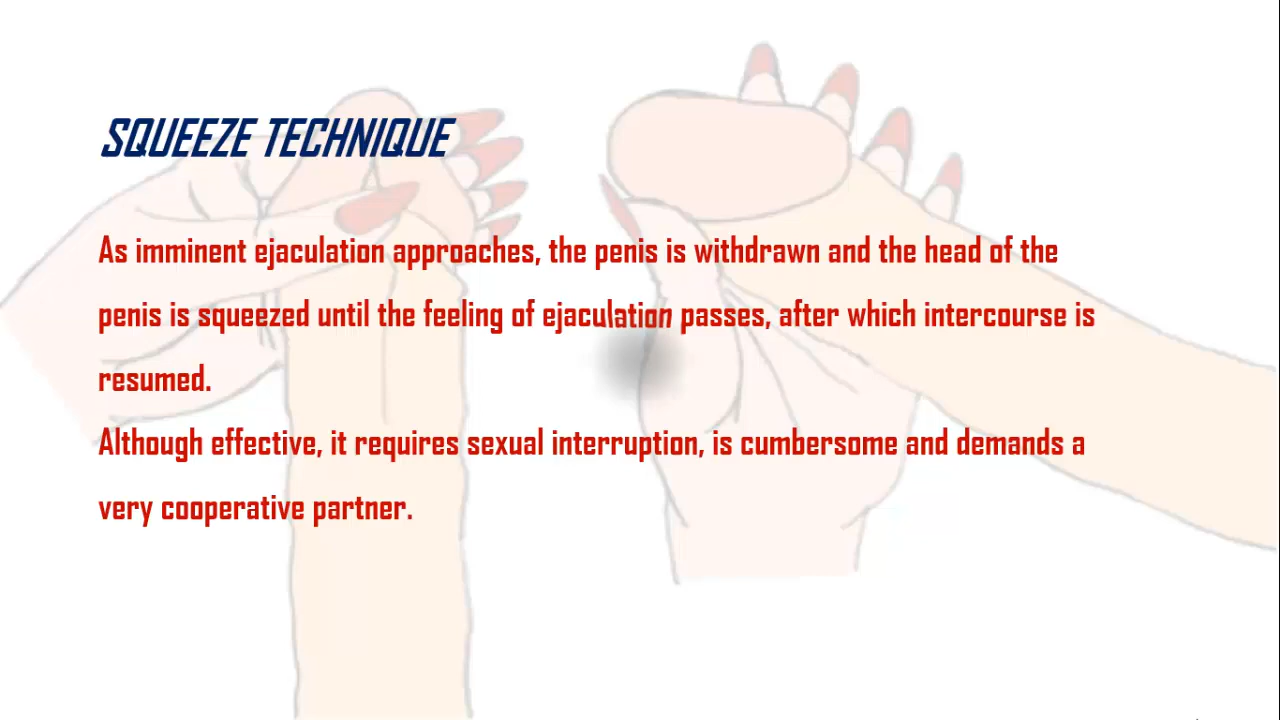 SQUEEZE TECHNIQUE
As imminent ejaculation approaches, the penis is withdrawn and the head of the
penis is squeezed until the feeling of ejaculation passes, after which intercourse is
resumed.
Although effective, it requires sexual interruption, is cumbersome and demands a
very cooperative partner.